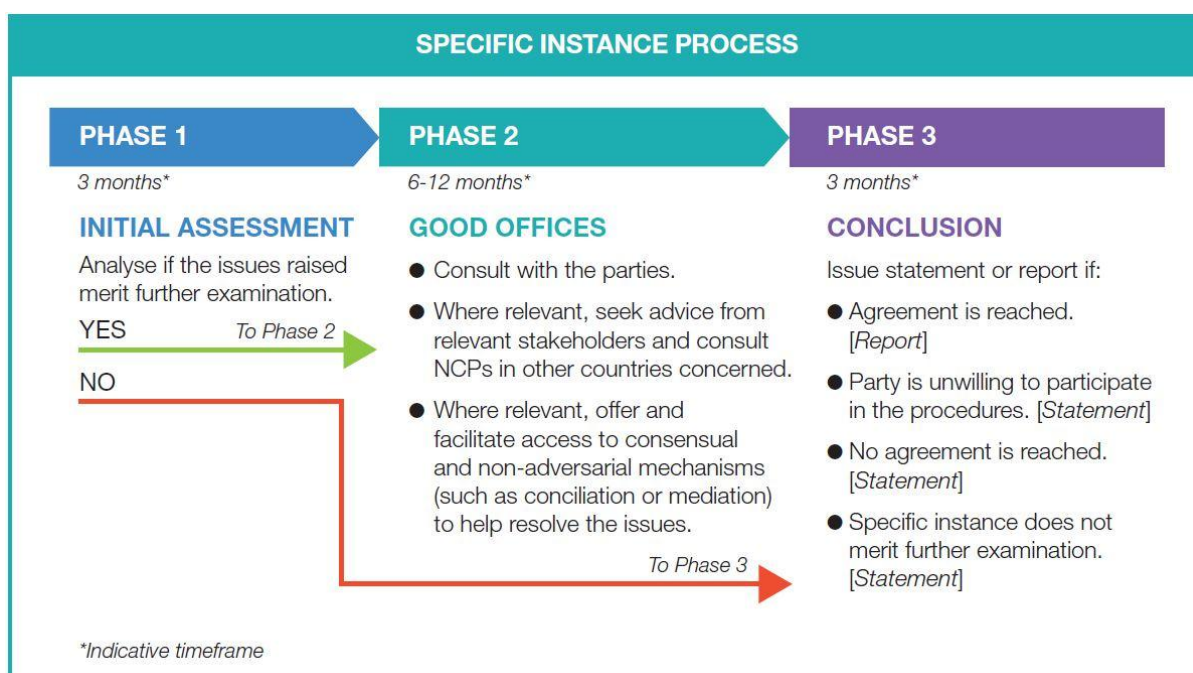 SPECIFIC INSTANCE PROCESS
PHASE 1
3 months*
INITIAL ASSESSMENT
Analyse if the issues raised
merit further examination.
YES
To Phase 2
NO
PHASE 2
6-12 months*
GOOD OFFICES
● Consult with the parties.
● Where relevant, seek advice from
relevant stakeholders and consult
NCPs in other countries concerned.
● Where relevant, offer and
facilitate access to consensual
and non-adversarial mechanisms
(such as conciliation or mediation)
to help resolve the issues.
To Phase 3
PHASE 3
3 months*
CONCLUSION
Issue statement or report if:
● Agreement is reached.
[Report]
● Party is unwilling to participate
in the procedures. [Statement]
● No agreement is reached.
[Statement]
● Specific instance does not
merit further examination.
[Statement]
*Indicative timeframe